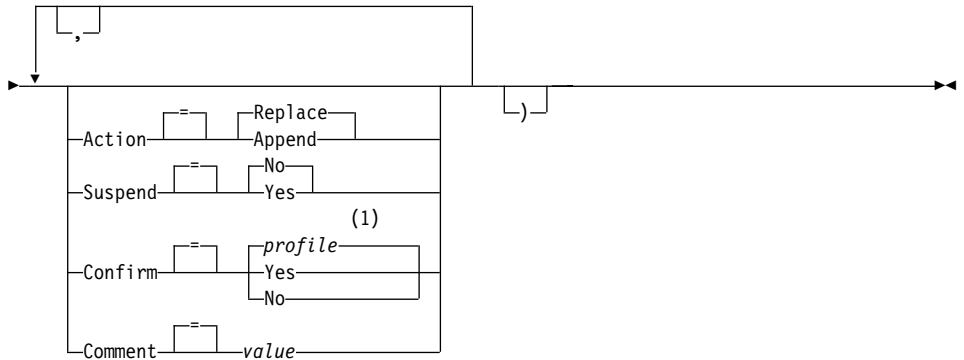 ,
)
= Replace
Action Append
= No
Suspend Yes
(1)
= profile
Confirm Yes
No
=
Comment value